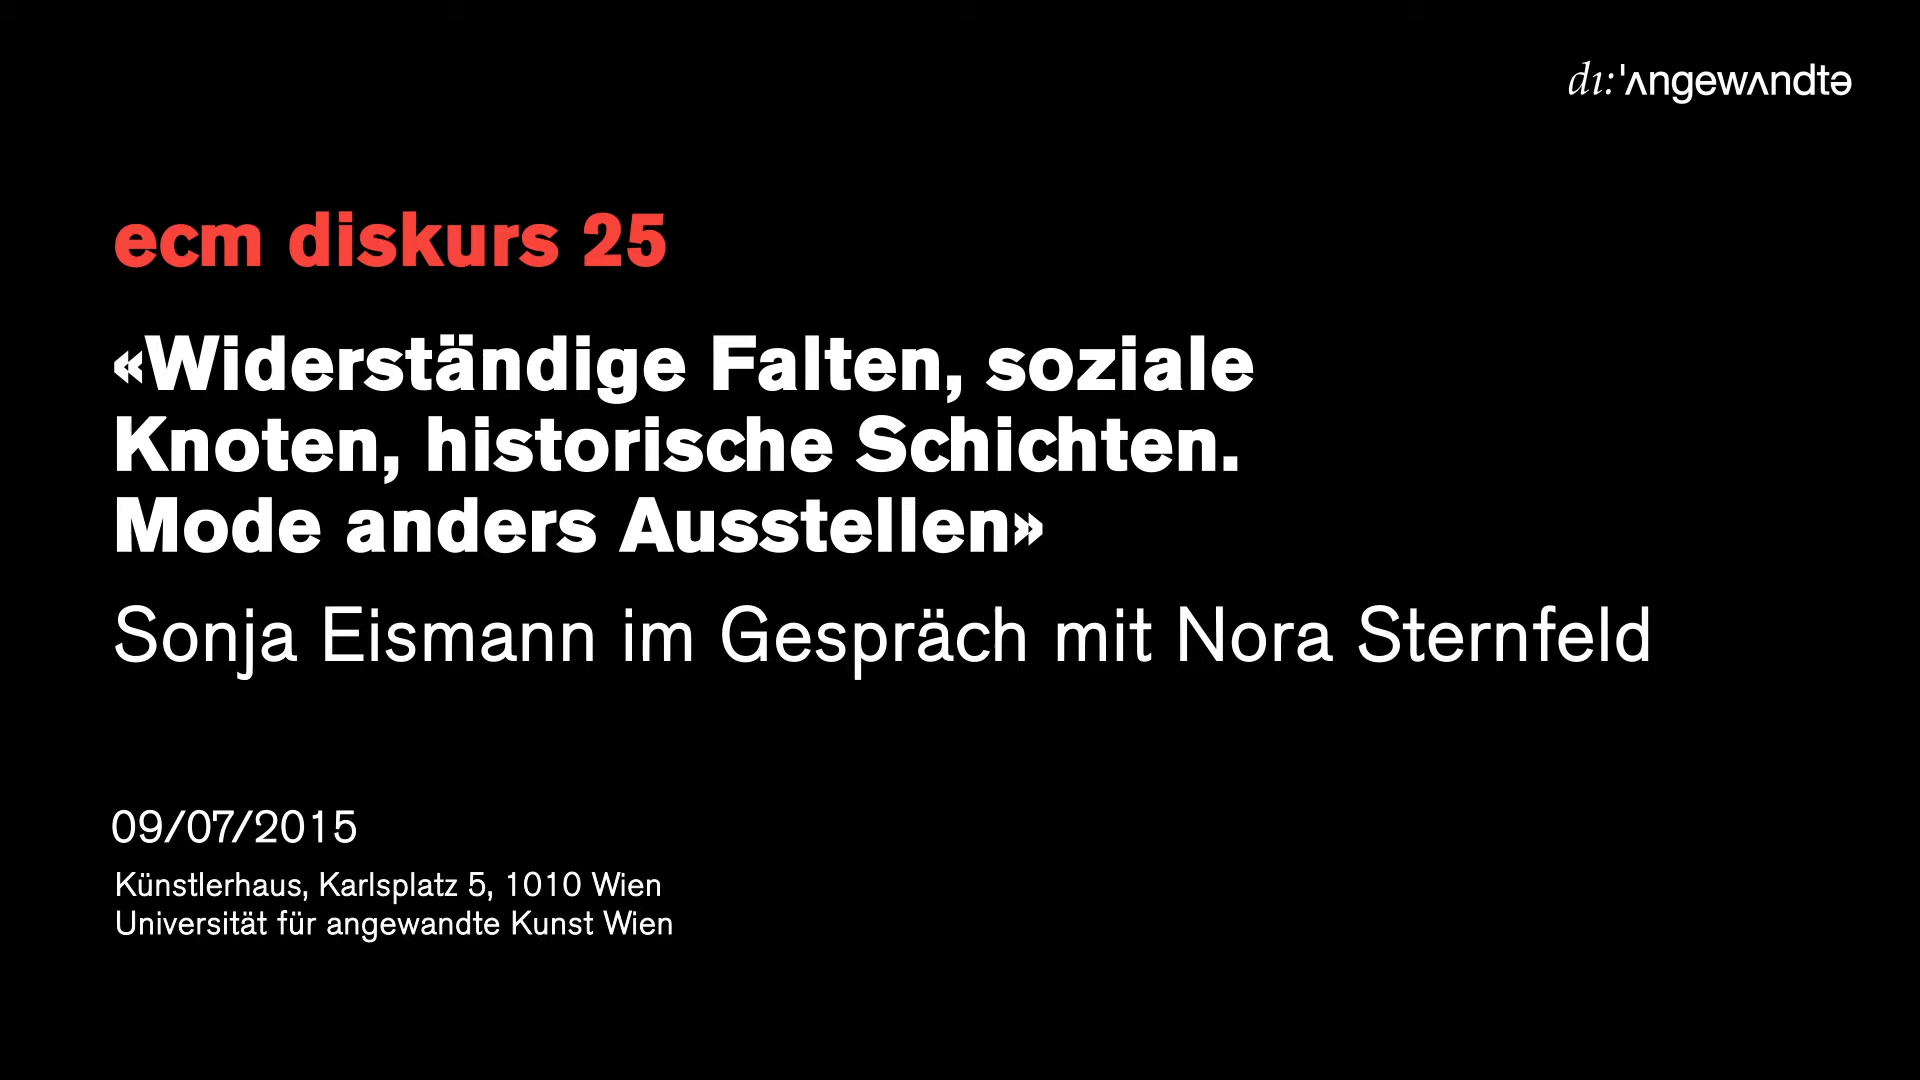 dı:'ʌngewʌndtə
ecm diskurs 25
«Widerständige Falten, soziale
Knoten, historische Schichten.
Mode anders Ausstellen»
Sonja Eismann im Gespräch mit Nora Sternfeld
09/07/2015
Künstlerhaus, Karlsplatz 5, 1010 Wien
Universität für angewandte Kunst Wien